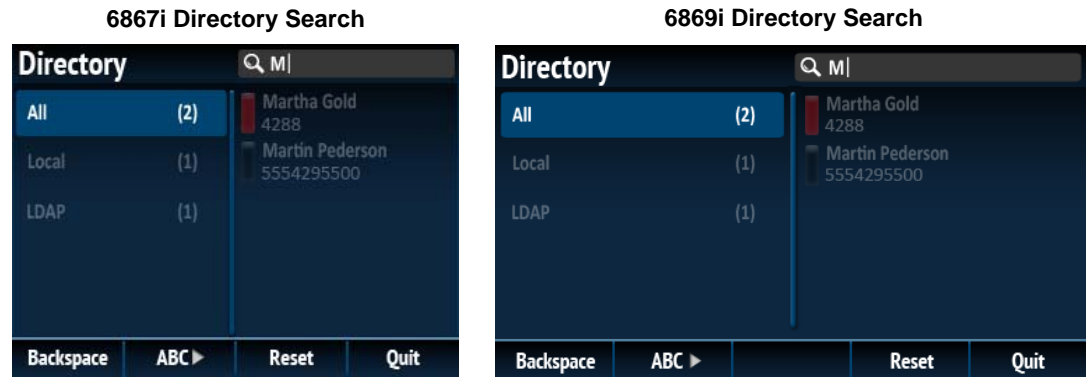 6867i Directory Search
Directory
M
All (2)
Local (1)
LDAP (1)
Martha Gold
4288
Martin Pederson
5554295500
Backspace ABC Reset Quit
6869i Directory Search
Directory
M
All (2)
Local (1)
LDAP (1)
Martha Gold
4288
Martin Pederson
5554295500
Backspace ABC Reset Quit